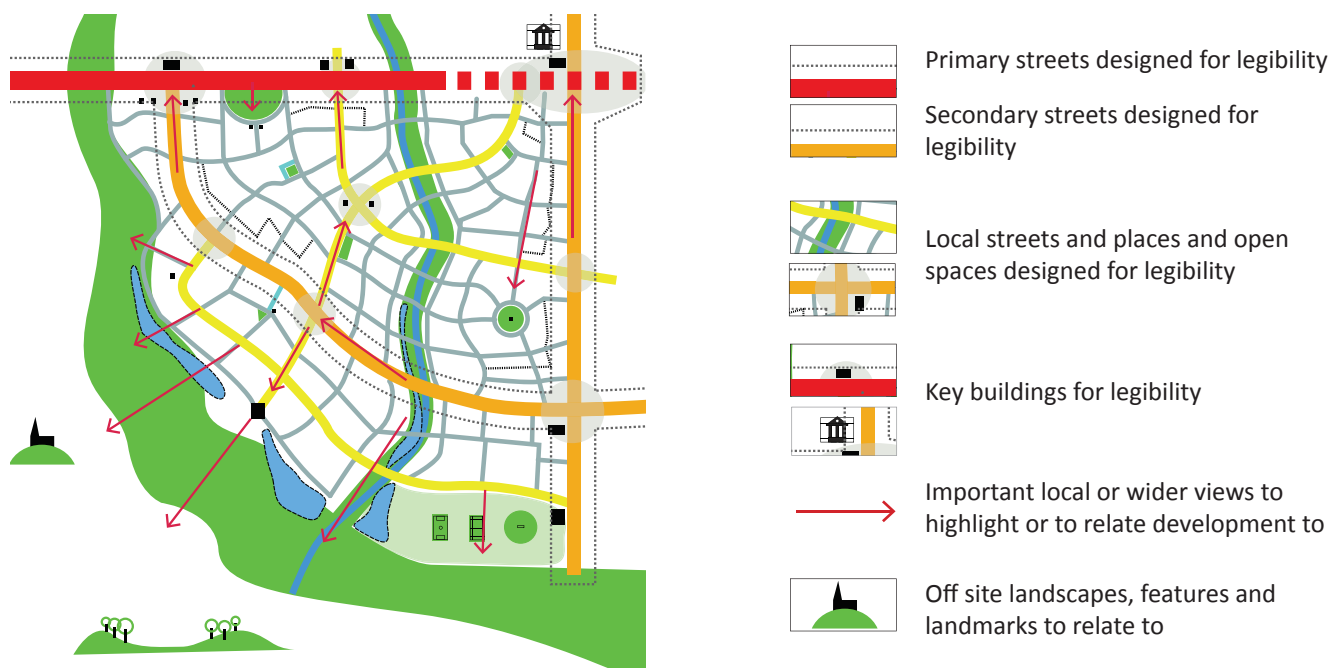 Primary streets designed for legibility
Secondary streets designed for
legibility
Local streets and places and open
spaces designed for legibility
Key buildings for legibility
Important local or wider views to
highlight or to relate development to
Off site landscapes, features and
landmarks to relate to